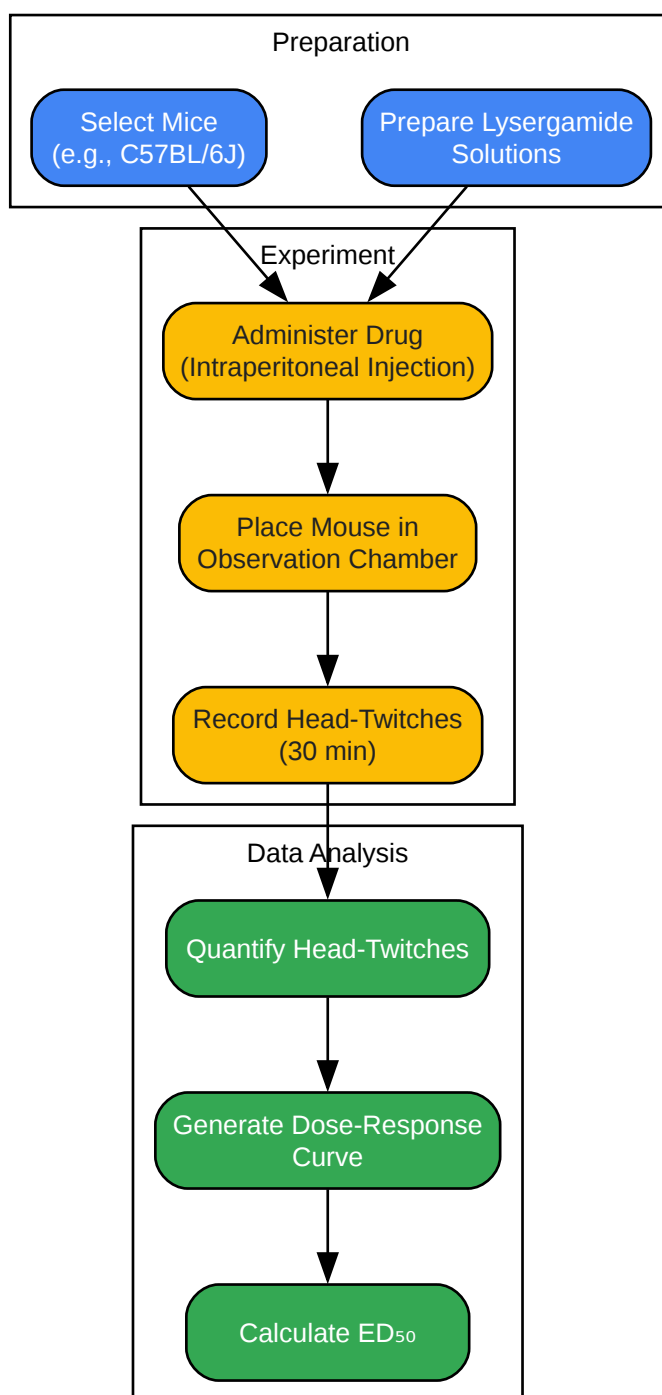 Preparation
Select Mice
(e.g., C57BL/6J)
Prepare Lysergamide
Solutions
Experiment
Administer Drug
(Intraperitoneal Injection)
Place Mouse in
Observation Chamber
Record Head-Twitches
(30 min)
Data Analysis
Quantify Head-Twitches
Generate Dose-Response
Curve
Calculate ED₅₀